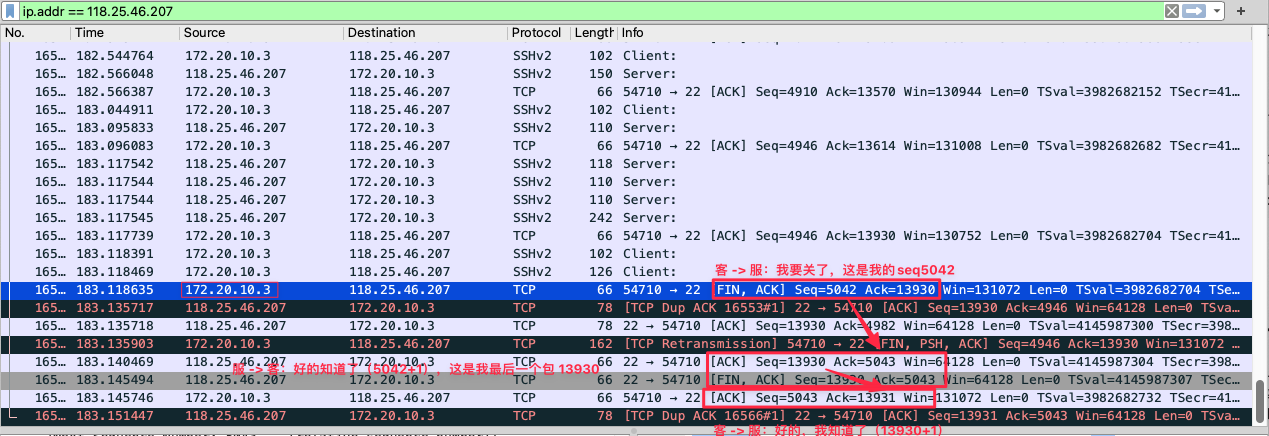 ip.addr == 118.25.46.207
No. Time Source Destination Protocol Length Info
165… 182.544764 172.20.10.3 118.25.46.207 SSHv2 102 Client:
165… 182.566048 118.25.46.207 172.20.10.3 SSHv2 150 Server:
165… 182.566387 172.20.10.3 118.25.46.207 TCP 66 54710 → 22 [ACK] Seq=4910 Ack=13570 Win=130944 Len=0 TSval=3982682152 TSecr=41…
165… 183.044911 172.20.10.3 118.25.46.207 SSHv2 102 Client:
165… 183.095833 118.25.46.207 172.20.10.3 SSHv2 110 Server:
165… 183.096083 172.20.10.3 118.25.46.207 TCP 66 54710 → 22 [ACK] Seq=4946 Ack=13614 Win=131008 Len=0 TSval=3982682682 TSecr=41…
165… 183.117542 118.25.46.207 172.20.10.3 SSHv2 118 Server:
165… 183.117544 118.25.46.207 172.20.10.3 SSHv2 110 Server:
165… 183.117544 118.25.46.207 172.20.10.3 SSHv2 110 Server:
165… 183.117545 118.25.46.207 172.20.10.3 SSHv2 242 Server:
165… 183.117739 172.20.10.3 118.25.46.207 TCP 66 54710 → 22 [ACK] Seq=4946 Ack=13930 Win=130752 Len=0 TSval=3982682704 TSecr=41…
165… 183.118391 172.20.10.3 118.25.46.207 SSHv2 102 Client:
165… 183.118469 172.20.10.3 118.25.46.207 SSHv2 126 Client:
客 -> 服：我要关了，这是我的seq5042
165… 183.118635 172.20.10.3 118.25.46.207 TCP 66 54710 → 22 [FIN, ACK] Seq=5042 Ack=13930 Win=131072 Len=0 TSval=3982682704 TSe…
165… 183.135717 118.25.46.207 172.20.10.3 TCP 78 [TCP Dup ACK 16553#1] 22 → 54710 [ACK] Seq=13930 Ack=4946 Win=64128 Len=0 TSva…
165… 183.135718 118.25.46.207 172.20.10.3 TCP 78 22 → 54710 [ACK] Seq=13930 Ack=4982 Win=64128 Len=0 TSval=4145987300 TSecr=398…
165… 183.135903 172.20.10.3 118.25.46.207 TCP 162 [TCP Retransmission] 54710 → 22 [FIN, PSH, ACK] Seq=4946 Ack=13930 Win=131072 …
165… 183.140469 118.25.46.207 172.20.10.3 TCP 66 22 → 54710 [ACK] Seq=13930 Ack=5043 Win=64128 Len=0 TSval=4145987304 TSecr=398…
服 -> 客：好的知道了（5042+1），这是我最后一个包 13930
165… 183.145494 118.25.46.207 172.20.10.3 TCP 66 22 → 54710 [FIN, ACK] Seq=13930 Ack=5043 Win=64128 Len=0 TSval=4145987307 TSec…
165… 183.145746 172.20.10.3 118.25.46.207 TCP 66 54710 → 22 [ACK] Seq=5043 Ack=13931 Win=131072 Len=0 TSval=3982682732 TSecr=41…
165… 183.151447 118.25.46.207 172.20.10.3 TCP 78 [TCP Dup ACK 16566#1] 22 → 54710 [ACK] Seq=13931 Ack=5043 Win=64128 Len=0 TSva…
客 -> 服：好的，我知道了（13930+1）